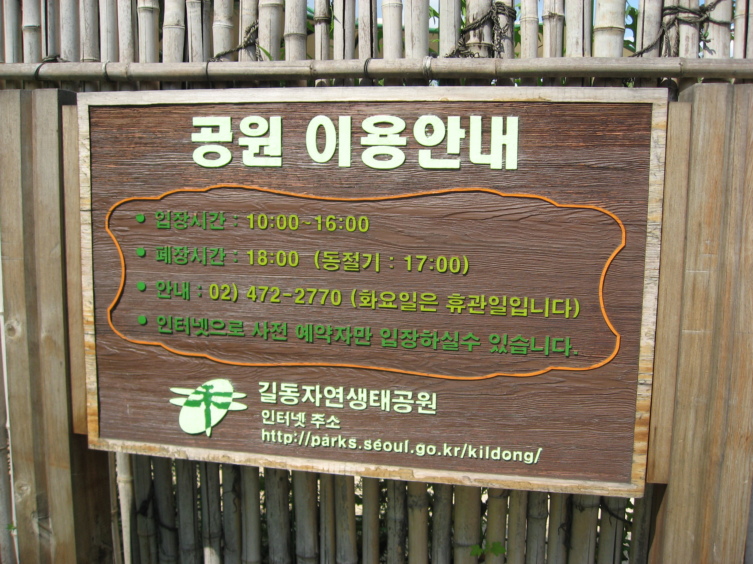 공원 이용안내
• 입장시간 : 10:00~16:00
• 폐장시간 : 18:00 (동절기 : 17:00)
• 안내 : 02) 472-2770 (화요일은 휴관일입니다)
• 인터넷으로 사전 예약자만 입장하실수 있습니다.
길동자연생태공원
인터넷 주소
http://parks.seoul.go.kr/kildong/